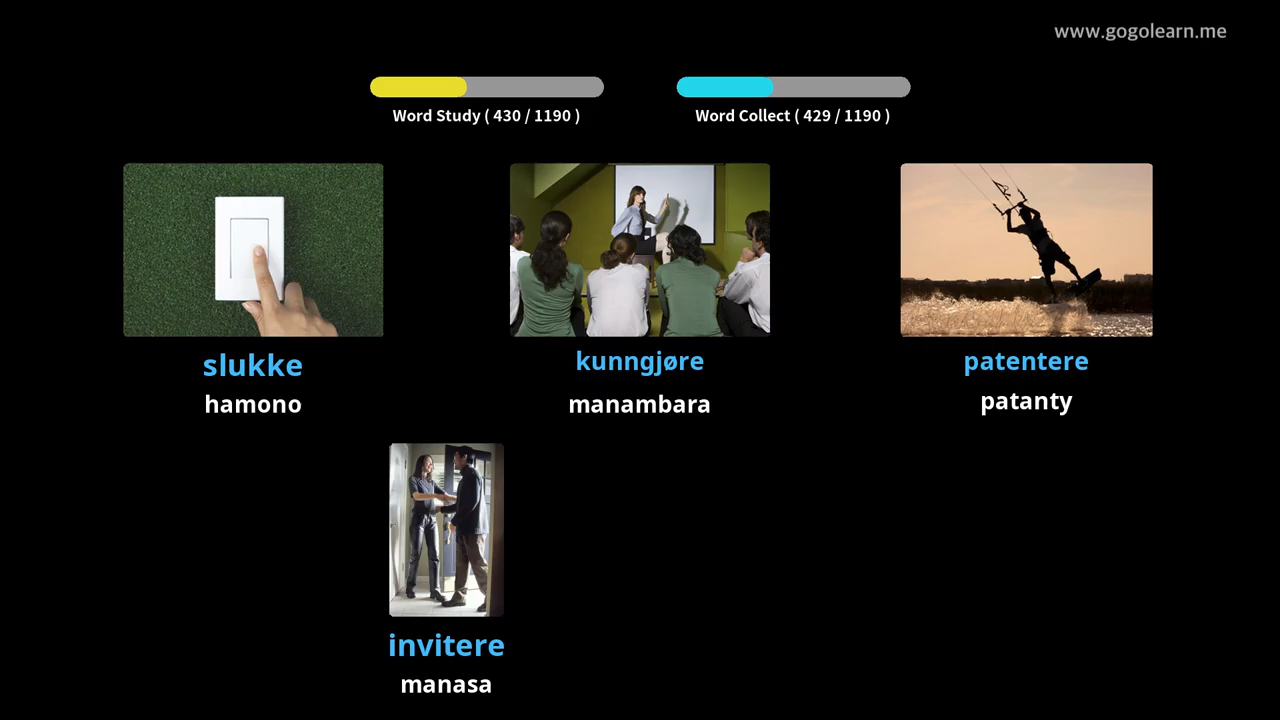 www.gogolearn.me
Word Study ( 430 / 1190 )
Word Collect ( 429 / 1190 )
slukke
hamono
kunngjøre
manambara
patentere
patanty
invitere
manasa